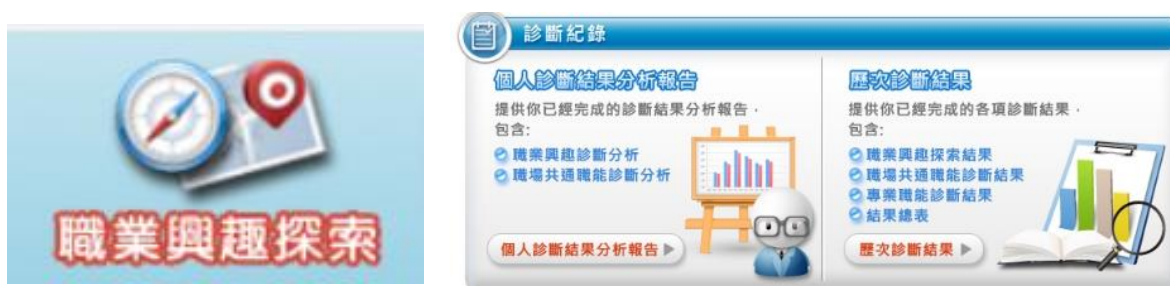 職業興趣探索
診斷紀錄
個人診斷結果分析報告
提供你已經完成的診斷結果分析報告，
包含:
職業興趣診斷分析
職場共通職能診斷分析
個人診斷結果分析報告
歷次診斷結果
提供你已經完成的各項診斷結果，
包含:
職業興趣探索結果
職場共通職能診斷結果
專業職能診斷結果
結果總表
歷次診斷結果